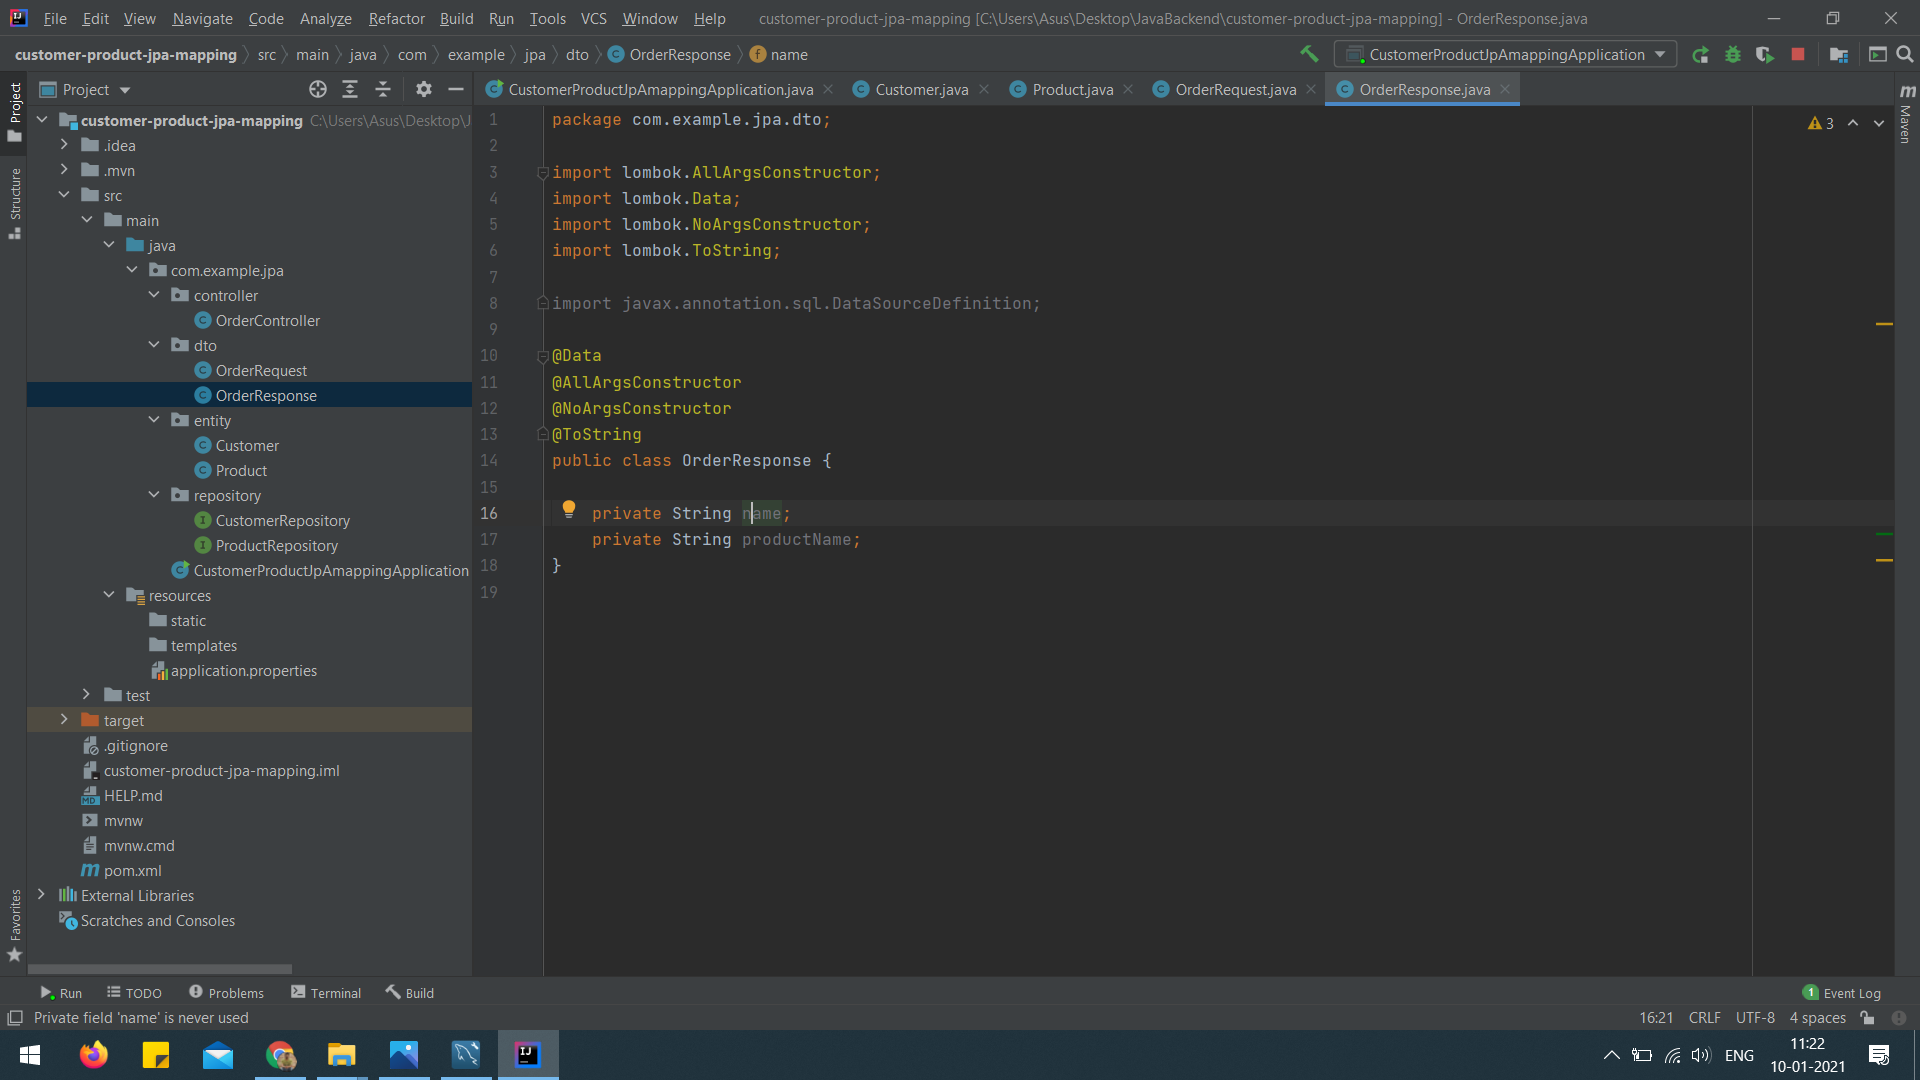 File Edit View Navigate Code Analyze Refactor Build Run Tools VCS Window Help customer-product-jpa-mapping [C:\Users\Asus\Desktop\JavaBackend\customer-product-jpa-mapping] - OrderResponse.java
customer-product-jpa-mapping src main java com example jpa dto OrderResponse name CustomerProductJpAmappingApplication
Project CustomerProductJpAmappingApplication.java Customer.java Product.java OrderRequest.java OrderResponse.java
Project
Structure
Favorites
Maven
customer-product-jpa-mapping C:\Users\Asus\Desktop\J
.idea
.mvn
src
main
java
com.example.jpa
controller
OrderController
dto
OrderRequest
OrderResponse
entity
Customer
Product
repository
CustomerRepository
ProductRepository
CustomerProductJpAmappingApplication
resources
static
templates
application.properties
test
target
.gitignore
customer-product-jpa-mapping.iml
HELP.md
mvnw
mvnw.cmd
pom.xml
External Libraries
Scratches and Consoles
1 package com.example.jpa.dto;
2
3 import lombok.AllArgsConstructor;
4 import lombok.Data;
5 import lombok.NoArgsConstructor;
6 import lombok.ToString;
7
8 import javax.annotation.sql.DataSourceDefinition;
9
10 @Data
11 @AllArgsConstructor
12 @NoArgsConstructor
13 @ToString
14 public class OrderResponse {
15
16 private String name;
17 private String productName;
18 }
19
3
Run TODO Problems Terminal Build 1 Event Log
Private field 'name' is never used 16:21 CRLF UTF-8 4 spaces
ENG 11:22
10-01-2021